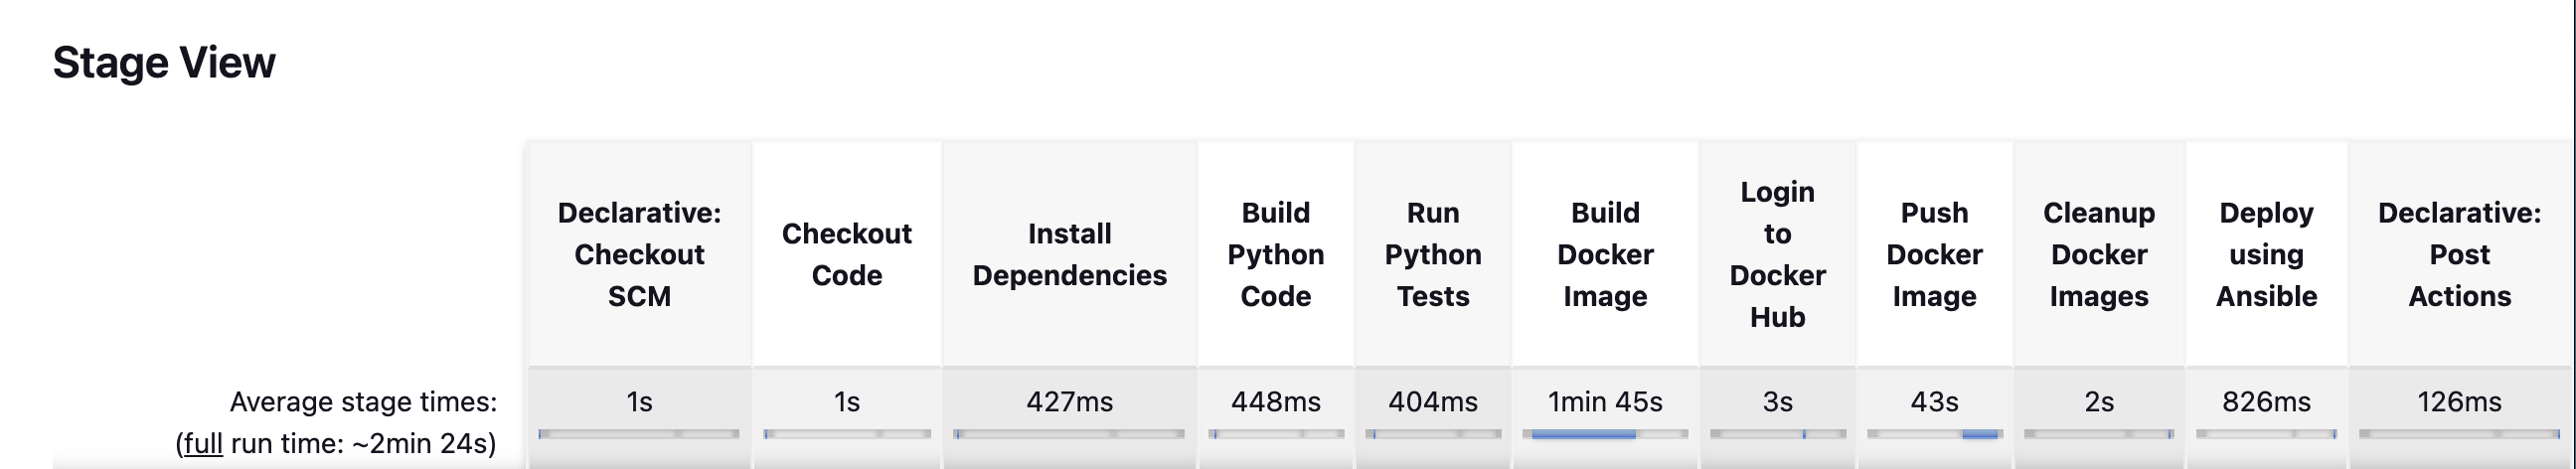 Stage View
Declarative:
Checkout
SCM
Checkout
Code
Install
Dependencies
Build
Python
Code
Run
Python
Tests
Build
Docker
Image
Login
to
Docker
Hub
Push
Docker
Image
Cleanup
Docker
Images
Deploy
using
Ansible
Declarative:
Post
Actions
Average stage times:
(full run time: ~2min 24s)
1s
1s
427ms
448ms
404ms
1min 45s
3s
43s
2s
826ms
126ms